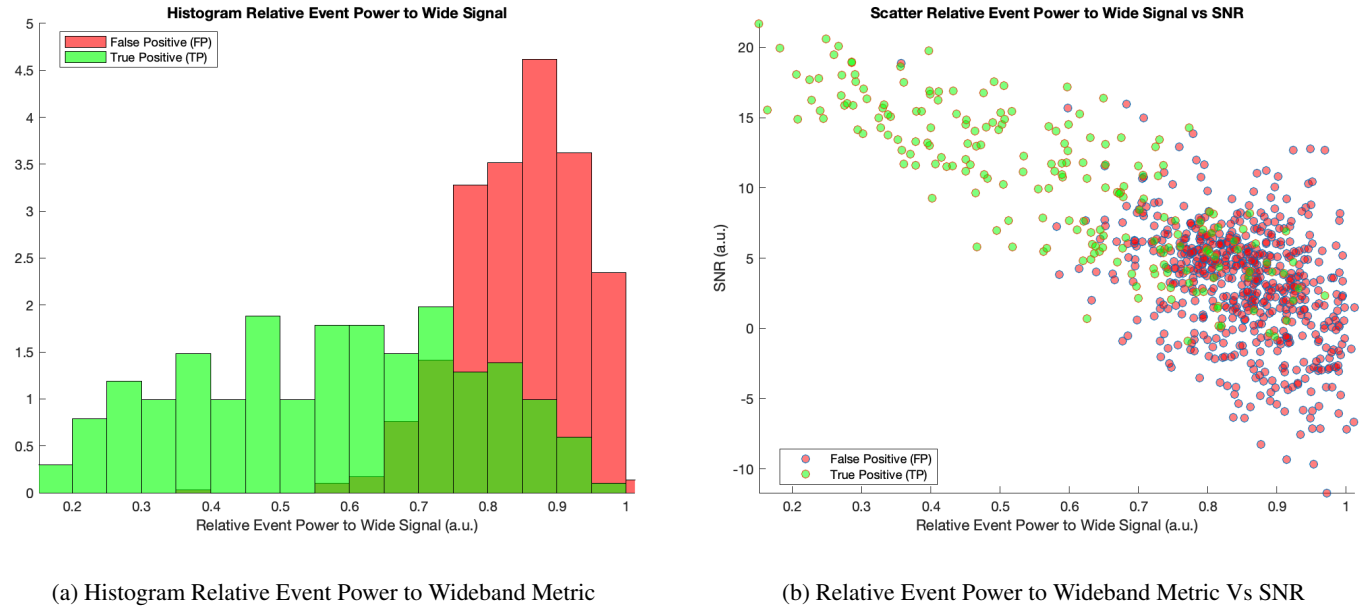 Histogram Relative Event Power to Wide Signal
5
4.5
4
3.5
3
2.5
2
1.5
1
0.5
0
False Positive (FP)
True Positive (TP)
0.2 0.3 0.4 0.5 0.6 0.7 0.8 0.9 1
Relative Event Power to Wide Signal (a.u.)
(a) Histogram Relative Event Power to Wideband Metric
Scatter Relative Event Power to Wide Signal vs SNR
SNR (a.u.)
20
15
10
5
0
-5
-10
False Positive (FP)
True Positive (TP)
0.2 0.3 0.4 0.5 0.6 0.7 0.8 0.9 1
Relative Event Power to Wide Signal (a.u.)
(b) Relative Event Power to Wideband Metric Vs SNR